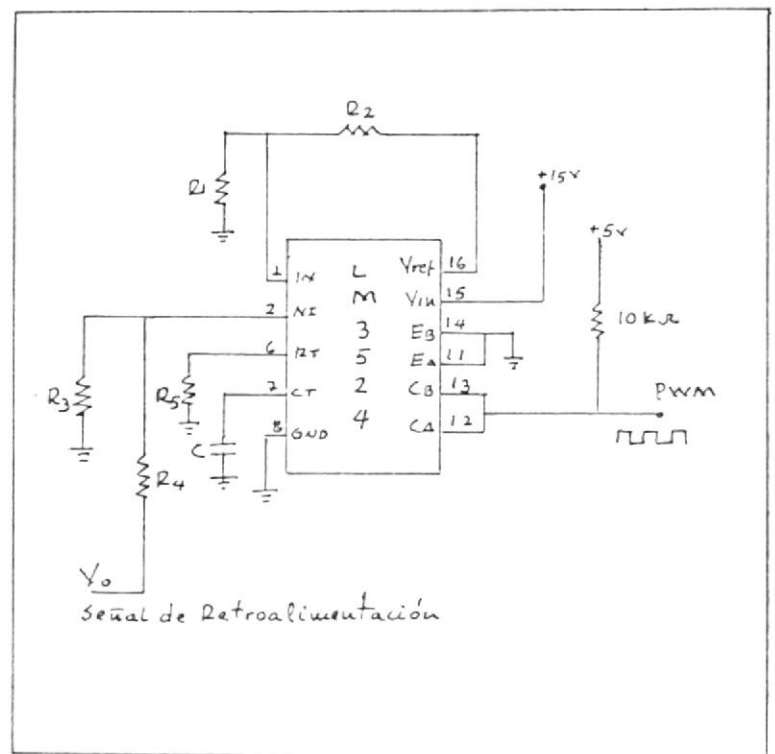 R2
R1
+15v
+5v
1 IN
L
Vref 16
M
Vin 15
2 NI
3
EB 14
10 KΩ
6 RT
5
EA 11
R3
R5
7 CT
2
CB 13
PWM
C
8 GND
4
CA 12
R4
Vo
Señal de Retroalimentación